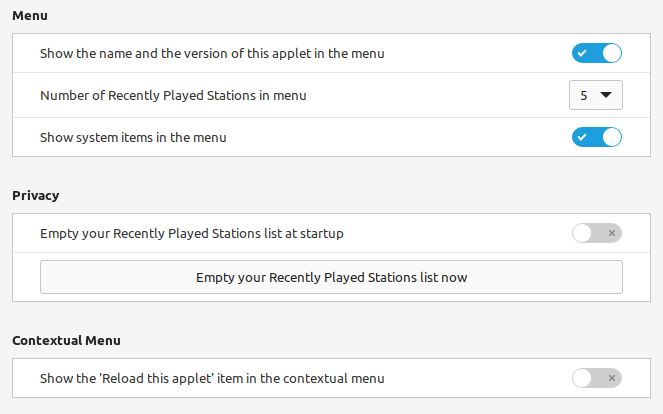 Menu
Show the name and the version of this applet in the menu
Number of Recently Played Stations in menu
5
Show system items in the menu
Privacy
Empty your Recently Played Stations list at startup
Empty your Recently Played Stations list now
Contextual Menu
Show the 'Reload this applet' item in the contextual menu